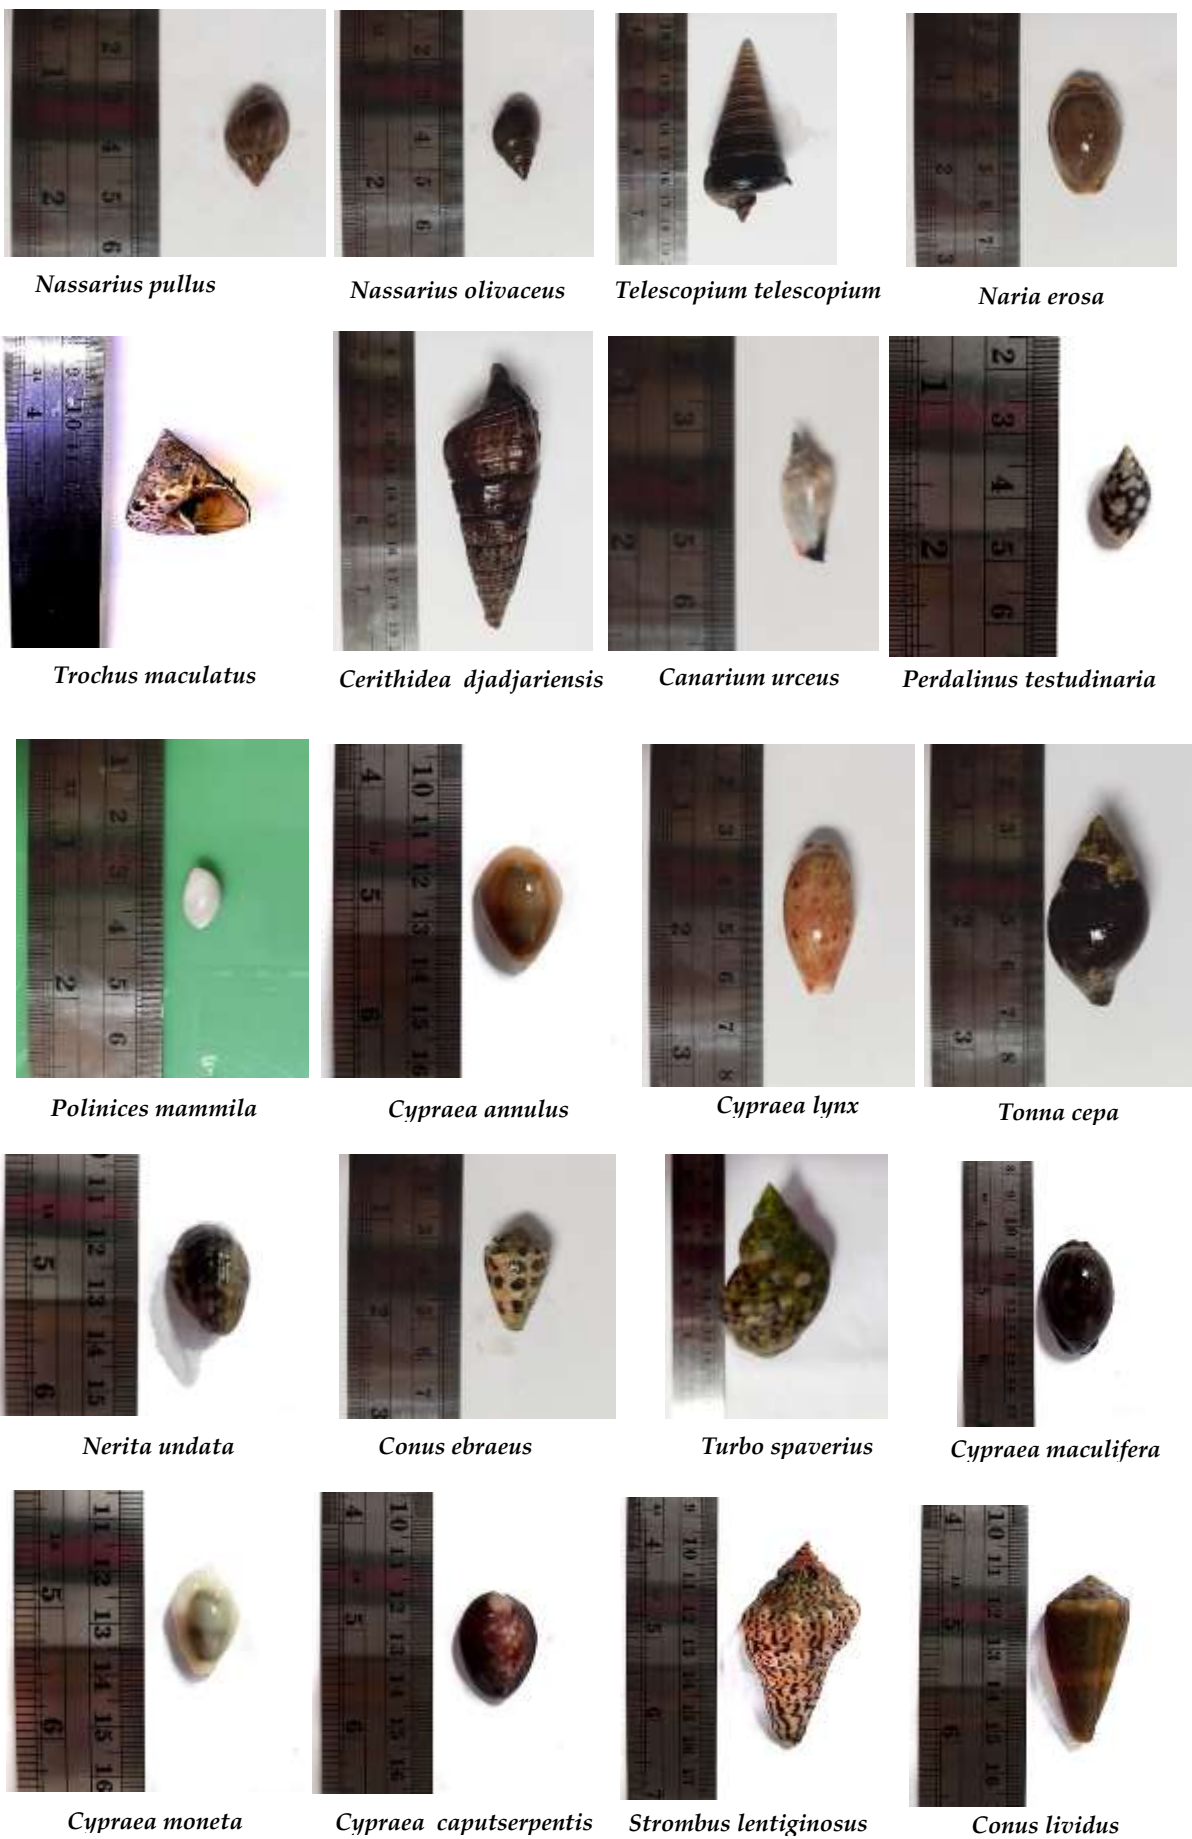 Nassarius pullus
Nassarius olivaceus
Telescopium telescopium
Naria erosa
Trochus maculatus
Cerithidea djadjariensis
Canarium urceus
Perdalinus testudinaria
Polinices mammila
Cypraea annulus
Cypraea lynx
Tonna cepa
Nerita undata
Conus ebraeus
Turbo spaverius
Cypraea maculifera
Cypraea moneta
Cypraea caputserpentis
Strombus lentiginosus
Conus lividus